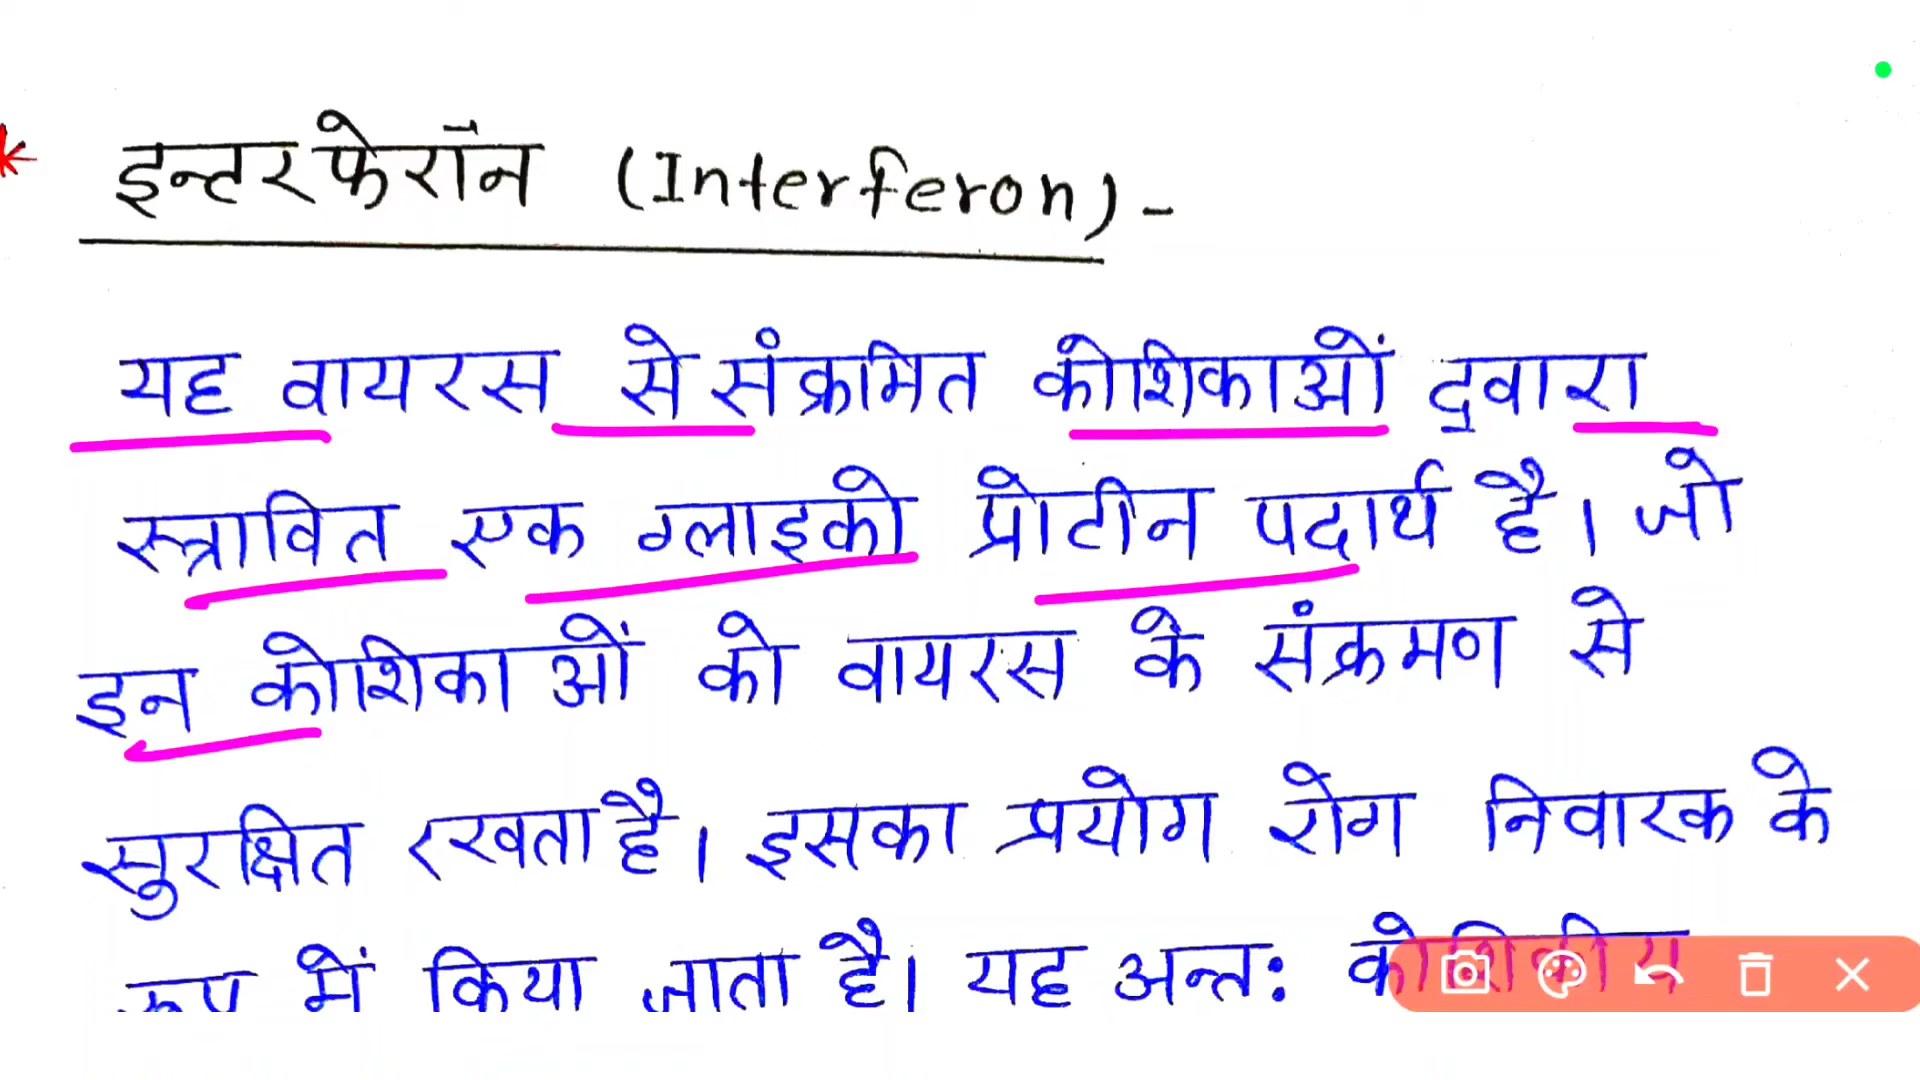 * इन्टरफेरॉन (Interferon) -
यह वायरस से संक्रमित कोशिकाओं द्रवारा
स्त्रावित एक ग्लाइको प्रोटीन पदार्थ है। जो
इन कोशिकाओं को वायरस के संक्रमण से
सुरक्षित रखता है। इसका प्रयोग रोग निवारक के
रूप में किया जाता है। यह अन्त: कोशिकीय